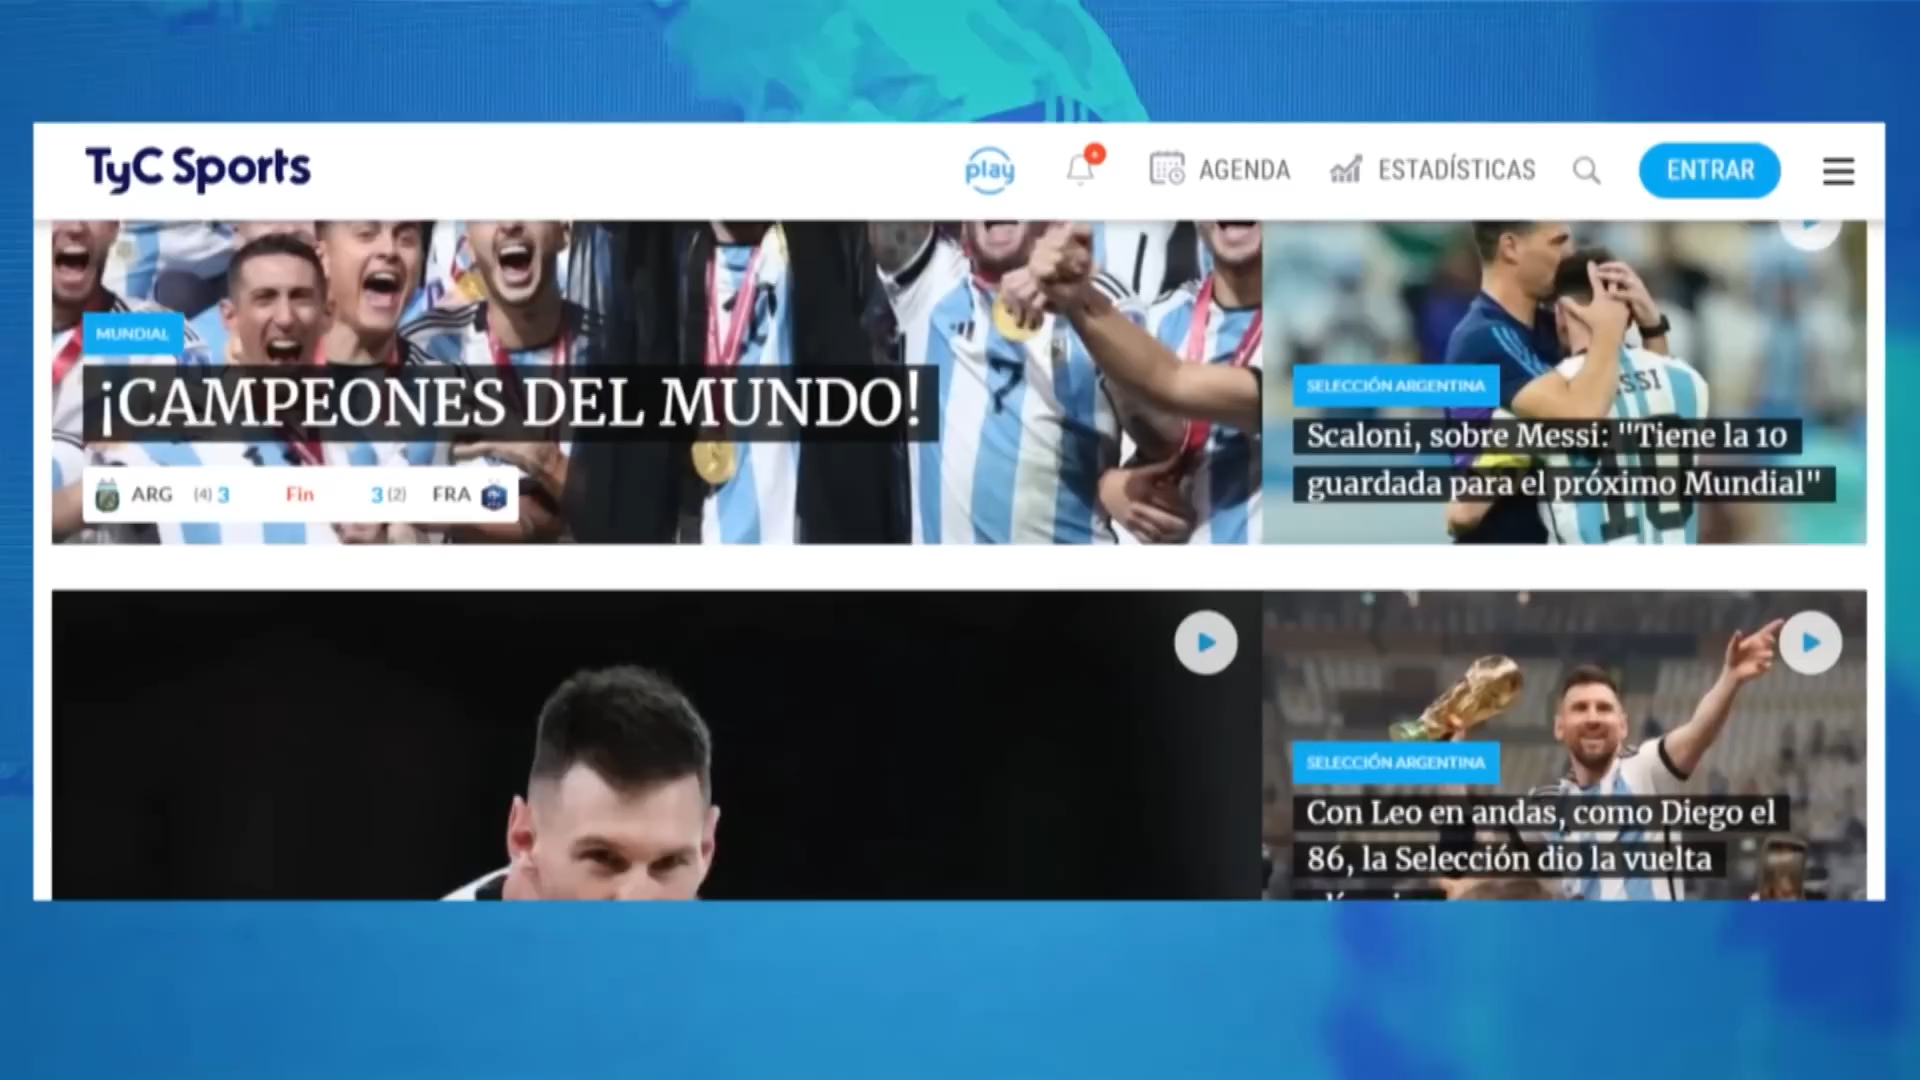 TyC Sports
play
AGENDA
ESTADÍSTICAS
ENTRAR
MUNDIAL
¡CAMPEONES DEL MUNDO!
ARG (4) 3 Fin 3 (2) FRA
7
SELECCIÓN ARGENTINA
Scaloni, sobre Messi: "Tiene la 10
guardada para el próximo Mundial"
10
SELECCIÓN ARGENTINA
Con Leo en andas, como Diego el
86, la Selección dio la vuelta